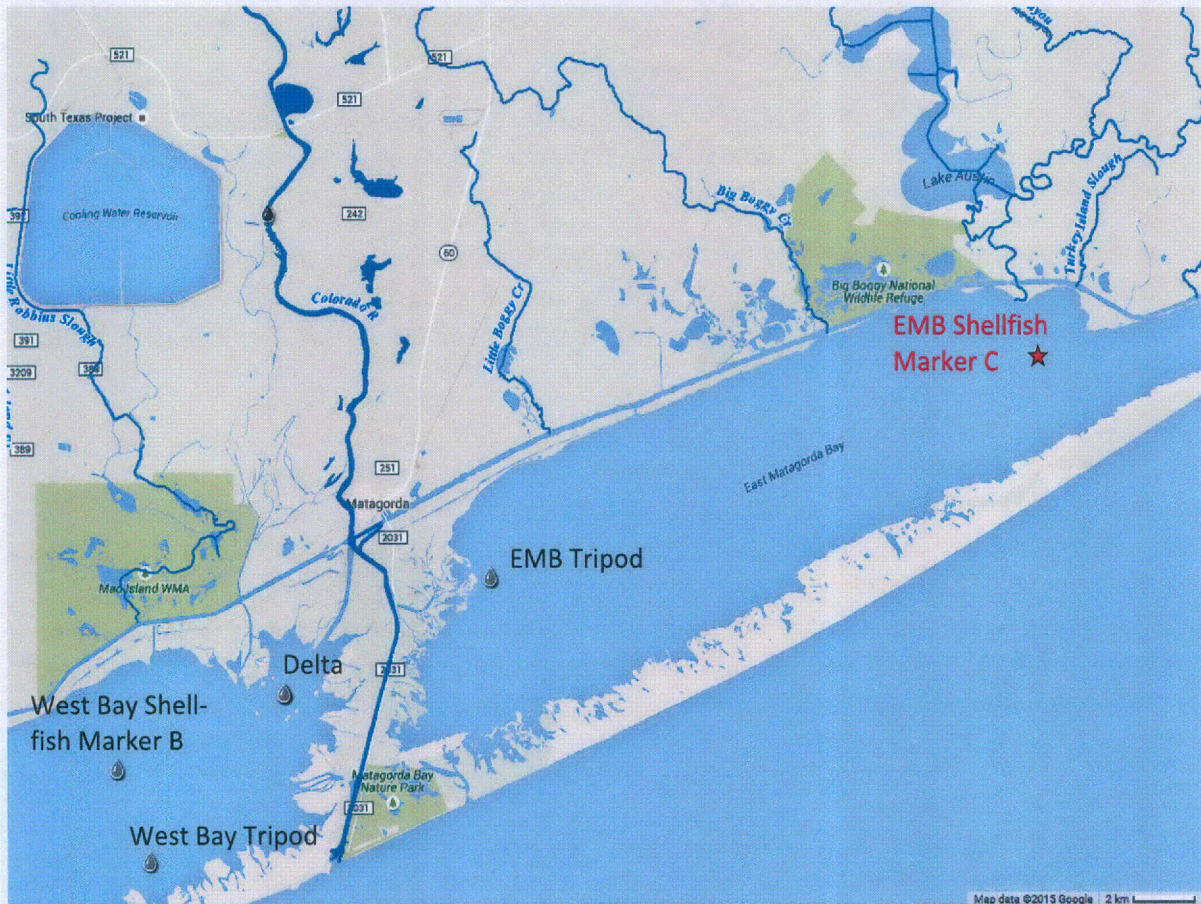 521
521
521
South Texas Project
Lake Austin
Turkey Island Slough
Big Boggy Cr
Cooling Water Reservoir
392
242
60
Big Boggy National
Wildlife Refuge
Colorado R
Little Boggy Cr
Robbins Slough
EMB Shellfish
Marker C
391
3209
389
251
East Matagorda Bay
Matagorda
2031
EMB Tripod
Mad Island WMA
Delta
2031
West Bay Shell-
fish Marker B
Matagorda Bay
Nature Park
2031
West Bay Tripod
Map data ©2015 Google
2 km